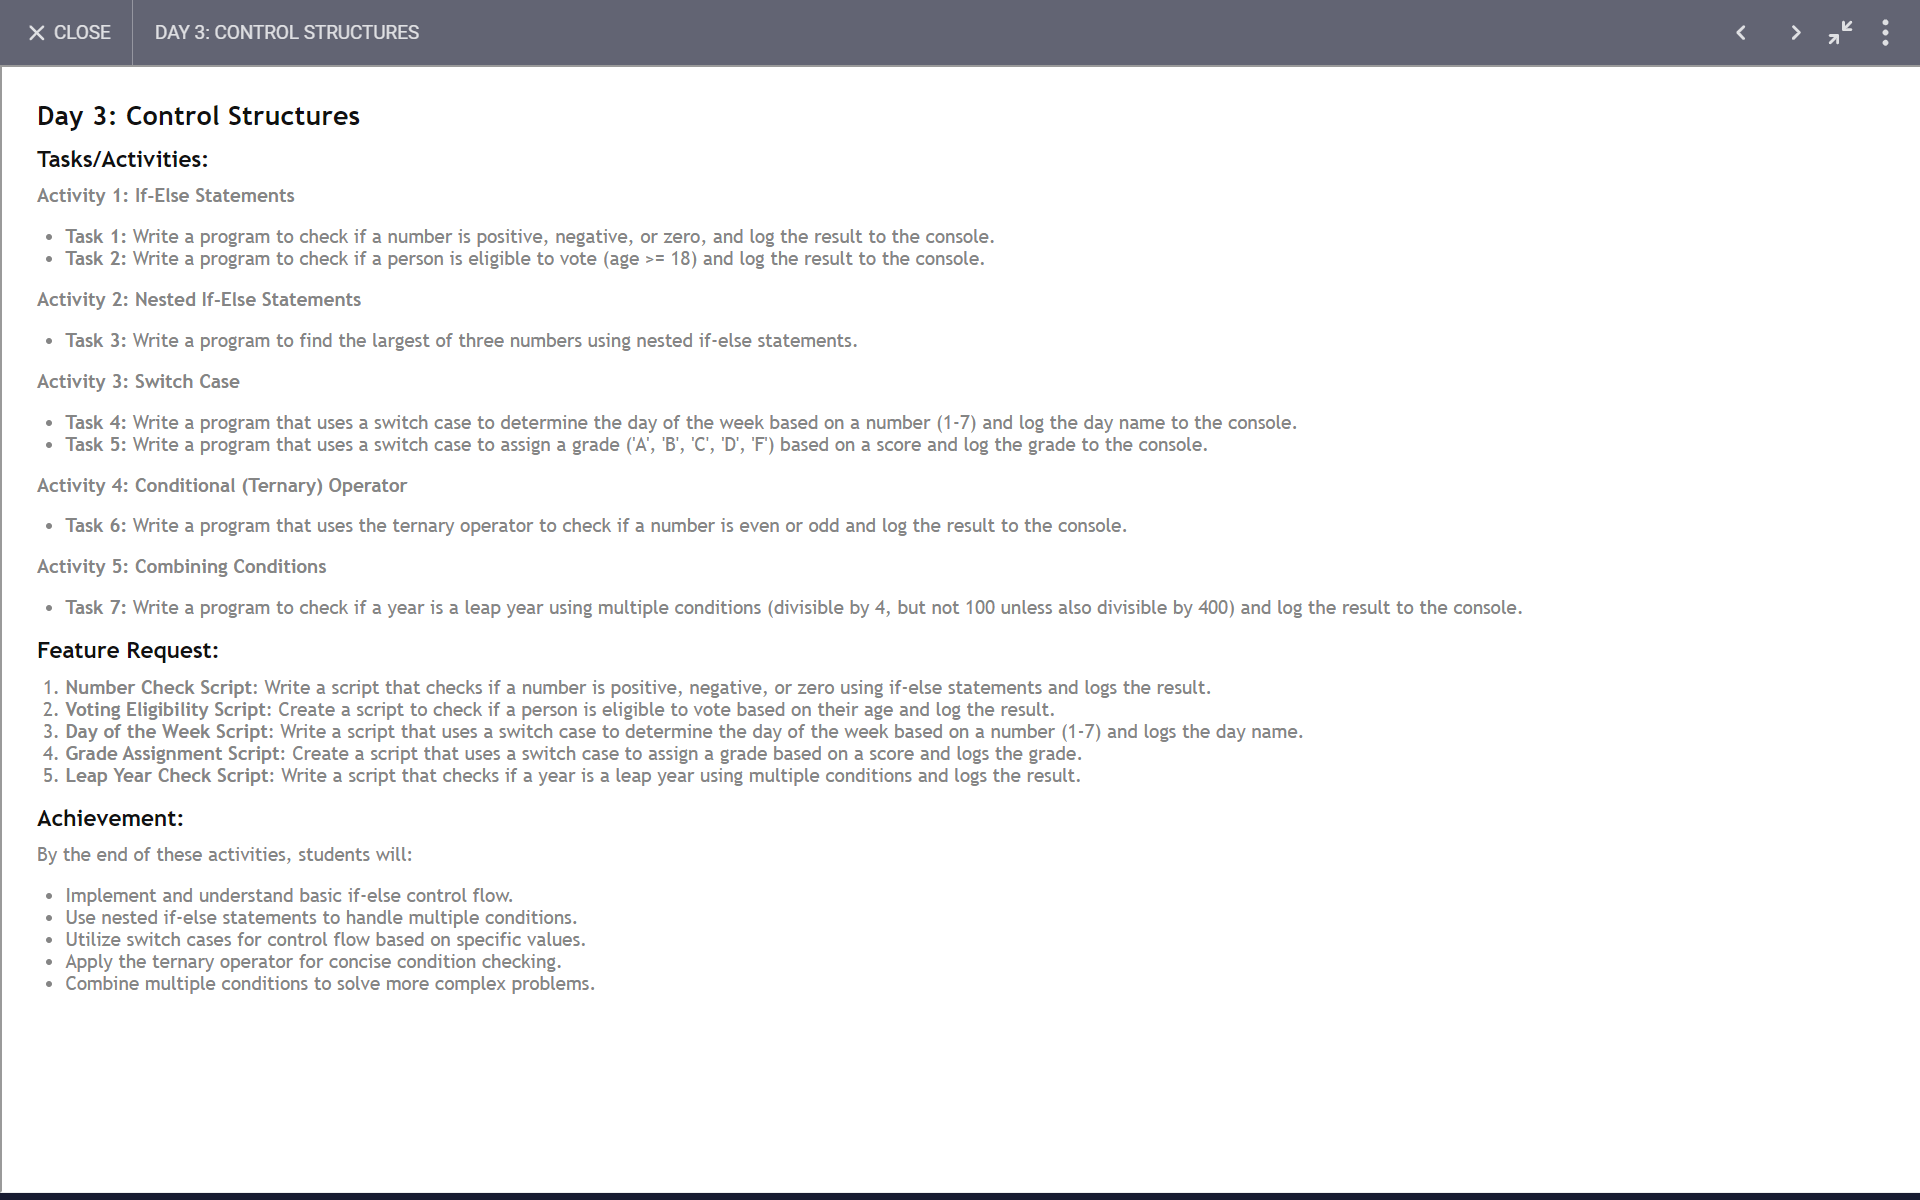 CLOSE
DAY 3: CONTROL STRUCTURES
Day 3: Control Structures
Tasks/Activities:
Activity 1: If-Else Statements
• Task 1: Write a program to check if a number is positive, negative, or zero, and log the result to the console.
• Task 2: Write a program to check if a person is eligible to vote (age >= 18) and log the result to the console.
Activity 2: Nested If-Else Statements
• Task 3: Write a program to find the largest of three numbers using nested if-else statements.
Activity 3: Switch Case
• Task 4: Write a program that uses a switch case to determine the day of the week based on a number (1-7) and log the day name to the console.
• Task 5: Write a program that uses a switch case to assign a grade ('A', 'B', 'C', 'D', 'F') based on a score and log the grade to the console.
Activity 4: Conditional (Ternary) Operator
• Task 6: Write a program that uses the ternary operator to check if a number is even or odd and log the result to the console.
Activity 5: Combining Conditions
• Task 7: Write a program to check if a year is a leap year using multiple conditions (divisible by 4, but not 100 unless also divisible by 400) and log the result to the console.
Feature Request:
1. Number Check Script: Write a script that checks if a number is positive, negative, or zero using if-else statements and logs the result.
2. Voting Eligibility Script: Create a script to check if a person is eligible to vote based on their age and log the result.
3. Day of the Week Script: Write a script that uses a switch case to determine the day of the week based on a number (1-7) and logs the day name.
4. Grade Assignment Script: Create a script that uses a switch case to assign a grade based on a score and logs the grade.
5. Leap Year Check Script: Write a script that checks if a year is a leap year using multiple conditions and logs the result.
Achievement:
By the end of these activities, students will:
• Implement and understand basic if-else control flow.
• Use nested if-else statements to handle multiple conditions.
• Utilize switch cases for control flow based on specific values.
• Apply the ternary operator for concise condition checking.
• Combine multiple conditions to solve more complex problems.